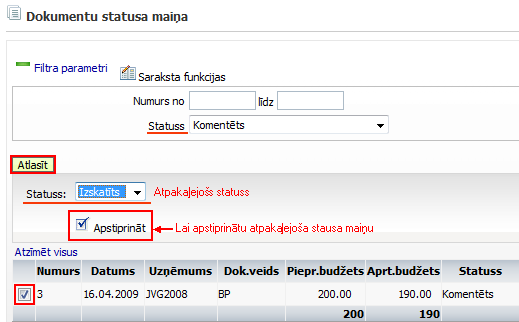 Dokumentu statusa maiņa
Filtra parametri
Saraksta funkcijas
Numurs no līdz
Statuss Komentēts
Atlasīt
Statuss: Izskatīts Atpakaļejošs statuss
Apstiprināt Lai apstiprinātu atpakaļejoša stausa maiņu
Atzīmēt visus
Numurs Datums Uzņēmums Dok.veids Piepr.budžets Aprt.budžets Statuss
3 16.04.2009 JVG2008 BP 200.00 190.00 Komentēts
200 190